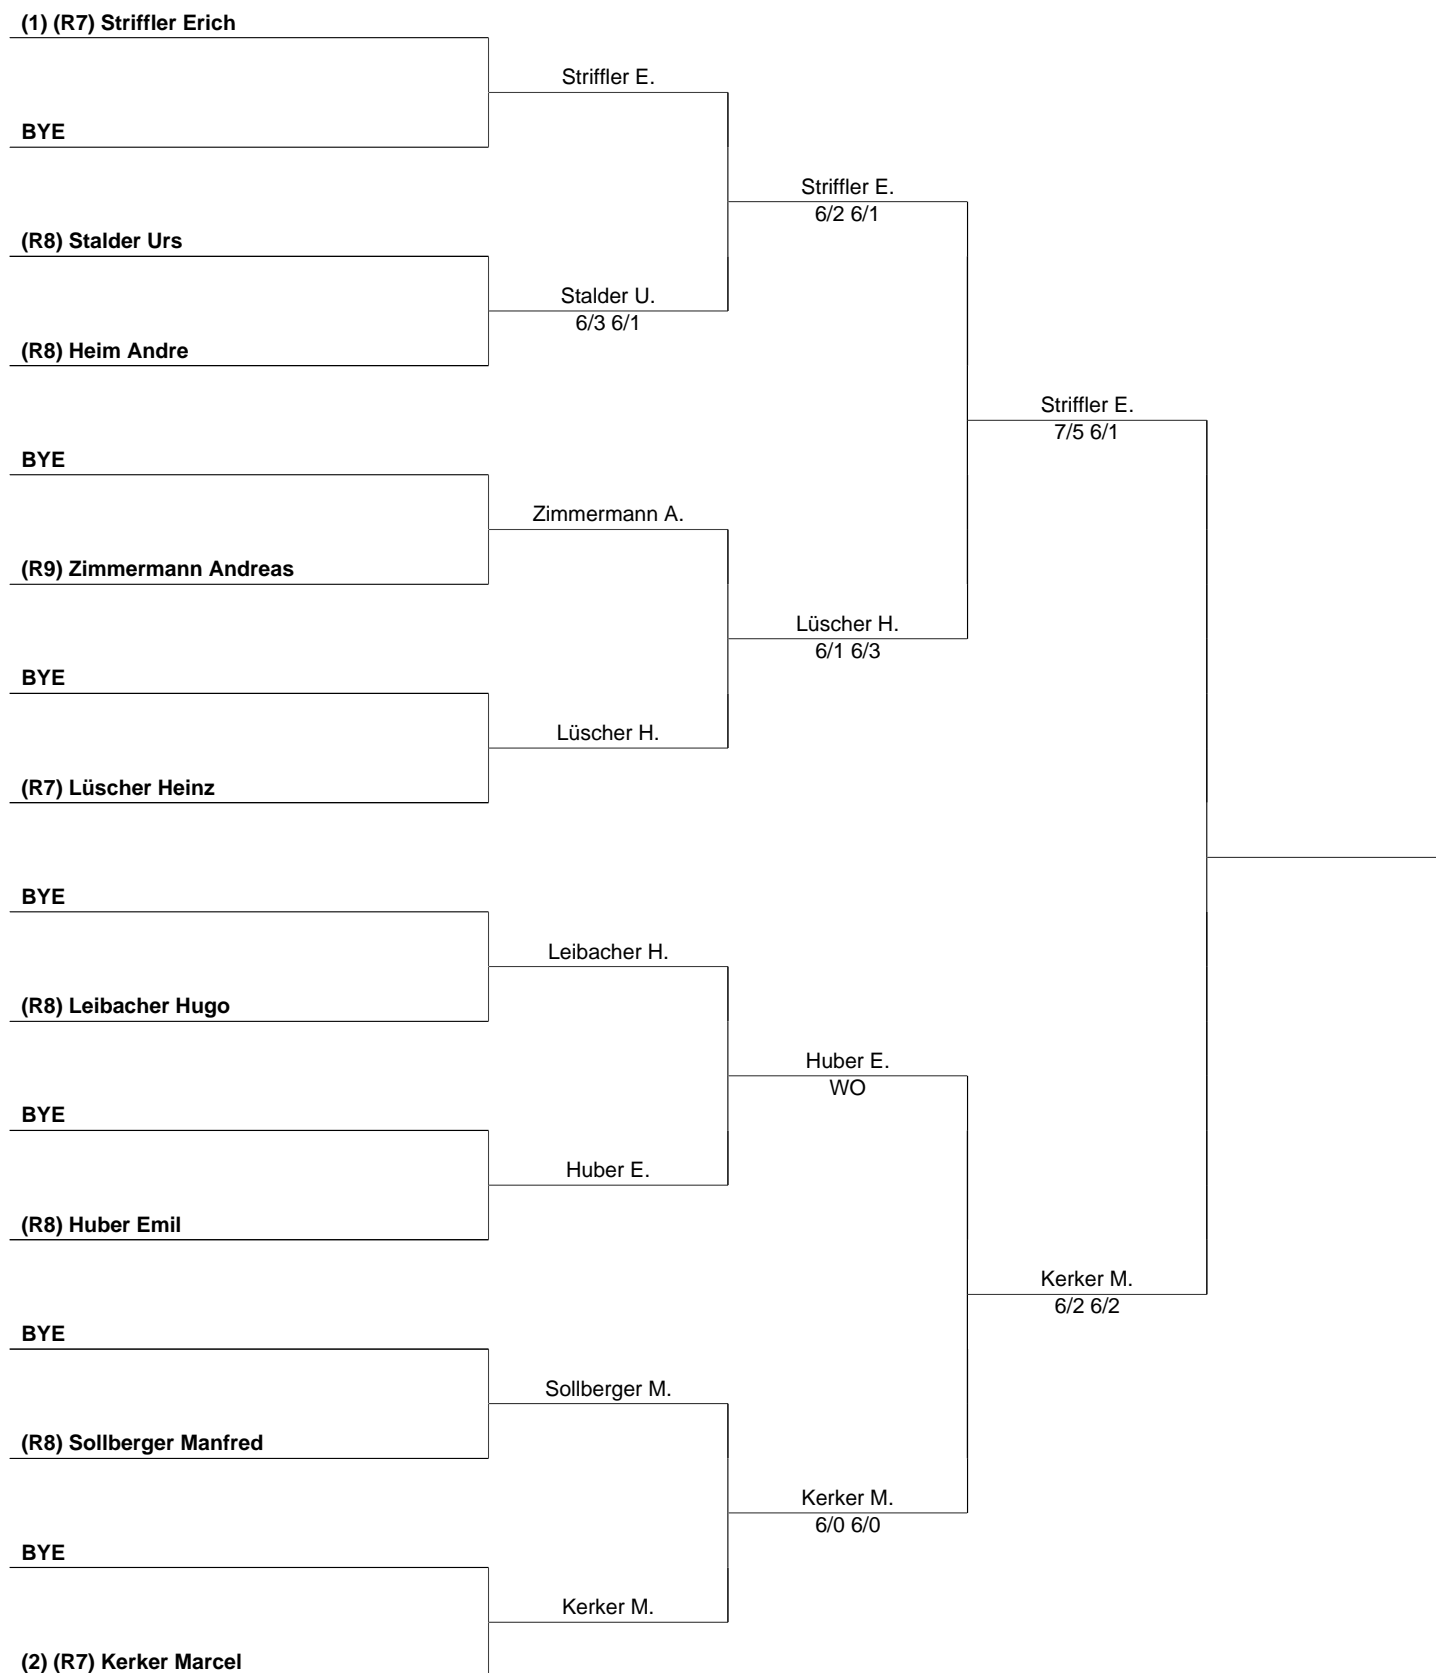 (1) (R7) Striffler Erich
Striffler E.
BYE
Striffler E.
6/2 6/1
(R8) Stalder Urs
Stalder U.
6/3 6/1
(R8) Heim Andre
Striffler E.
7/5 6/1
BYE
Zimmermann A.
(R9) Zimmermann Andreas
Lüscher H.
6/1 6/3
BYE
Lüscher H.
(R7) Lüscher Heinz
BYE
Leibacher H.
(R8) Leibacher Hugo
Huber E.
WO
BYE
Huber E.
(R8) Huber Emil
Kerker M.
6/2 6/2
BYE
Sollberger M.
(R8) Sollberger Manfred
Kerker M.
6/0 6/0
BYE
Kerker M.
(2) (R7) Kerker Marcel